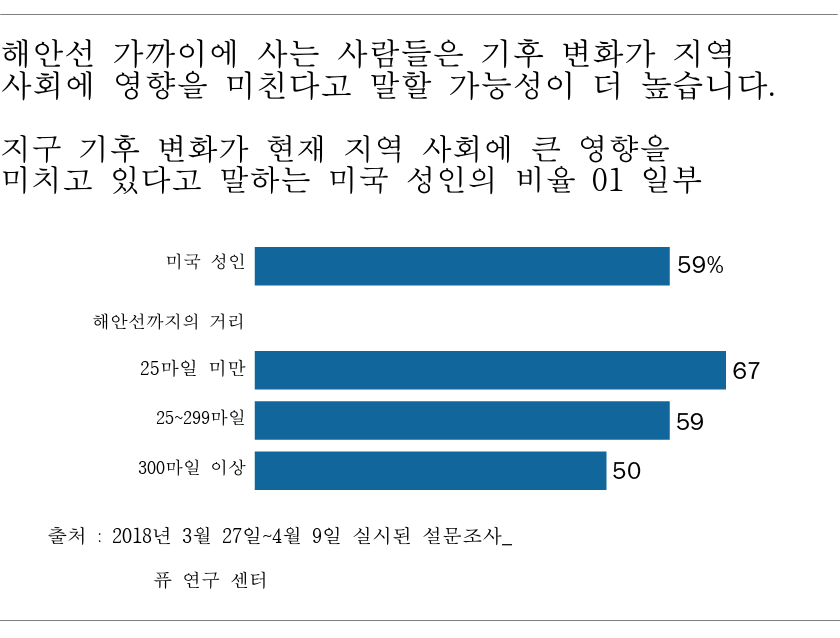 해안선 가까이에 사는 사람들은 기후 변화가 지역
사회에 영향을 미친다고 말할 가능성이 더 높습니다.
지구 기후 변화가 현재 지역 사회에 큰 영향을
미치고 있다고 말하는 미국 성인의 비율 01 일부
미국 성인 59%
해안선까지의 거리
25마일 미만 67
25~299마일 59
300마일 이상 50
출처 : 2018년 3월 27일~4월 9일 실시된 설문조사_
퓨 연구 센터